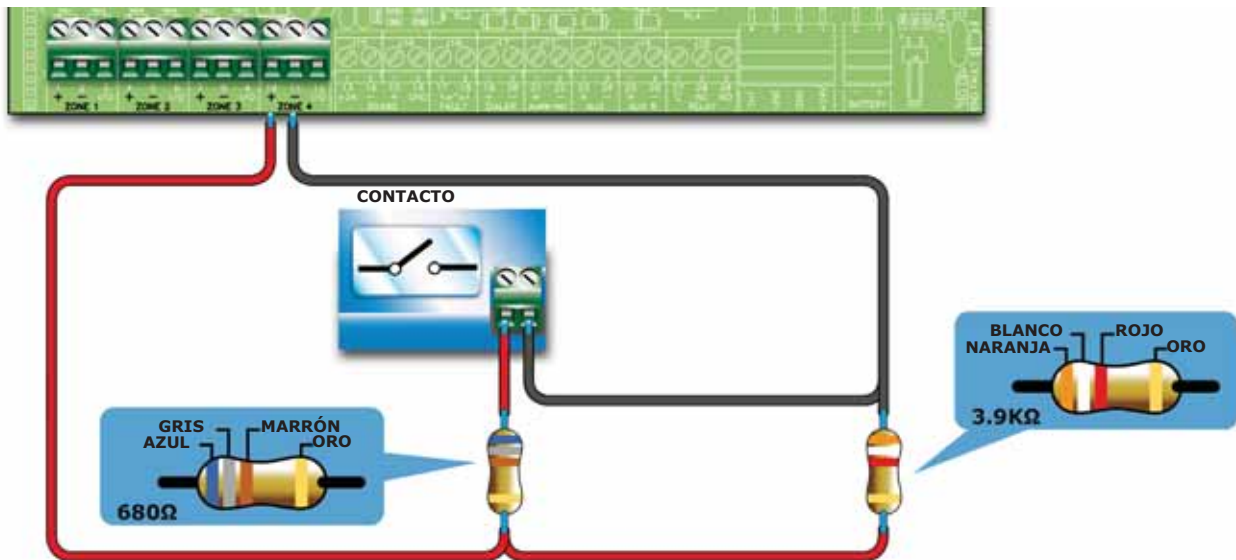 + - + - + - + -
ZONE 1 ZONE 2 ZONE 3 ZONE 4
CONTACTO
BLANCO ROJO
NARANJA ORO
3.9KΩ
GRIS MARRÓN
AZUL ORO
680Ω